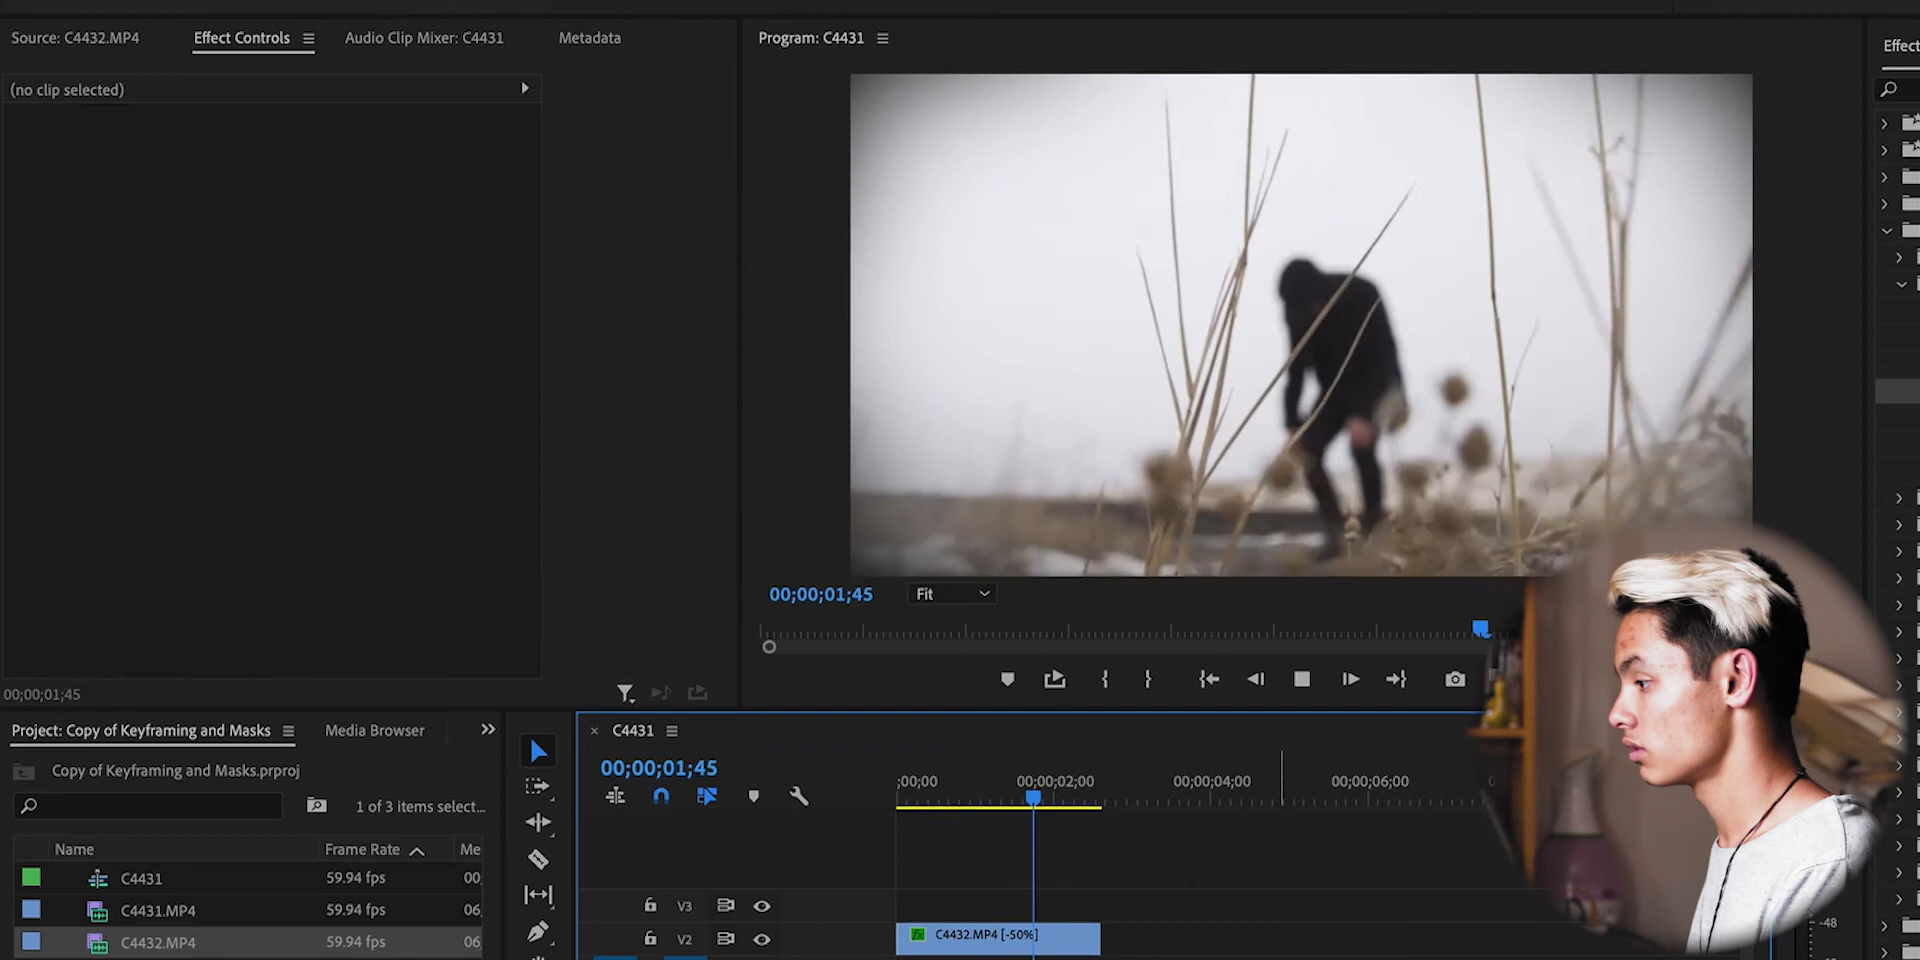 Source: C4432.MP4
Effect Controls
Audio Clip Mixer: C4431
Metadata
Program: C4431
Effect
(no clip selected)
00;00;01;45
Fit
00;00;01;45
Project: Copy of Keyframing and Masks
Media Browser
C4431
Copy of Keyframing and Masks.prproj
00;00;01;45
;00;00
00;00;02;00
00;00;04;00
00;00;06;00
1 of 3 items select...
Name
Frame Rate
Me
C4431
59.94 fps
00,
C4431.MP4
59.94 fps
06,
C4432.MP4
59.94 fps
06,
V3
V2
C4432.MP4 [-50%]
-48